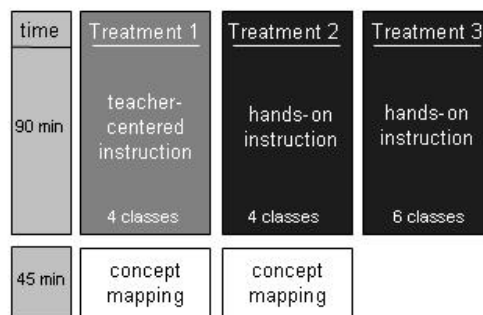 time
Treatment 1
Treatment 2
Treatment 3
90 min
teacher-
centered
instruction
hands-on
instruction
hands-on
instruction
4 classes
4 classes
6 classes
45 min
concept
mapping
concept
mapping